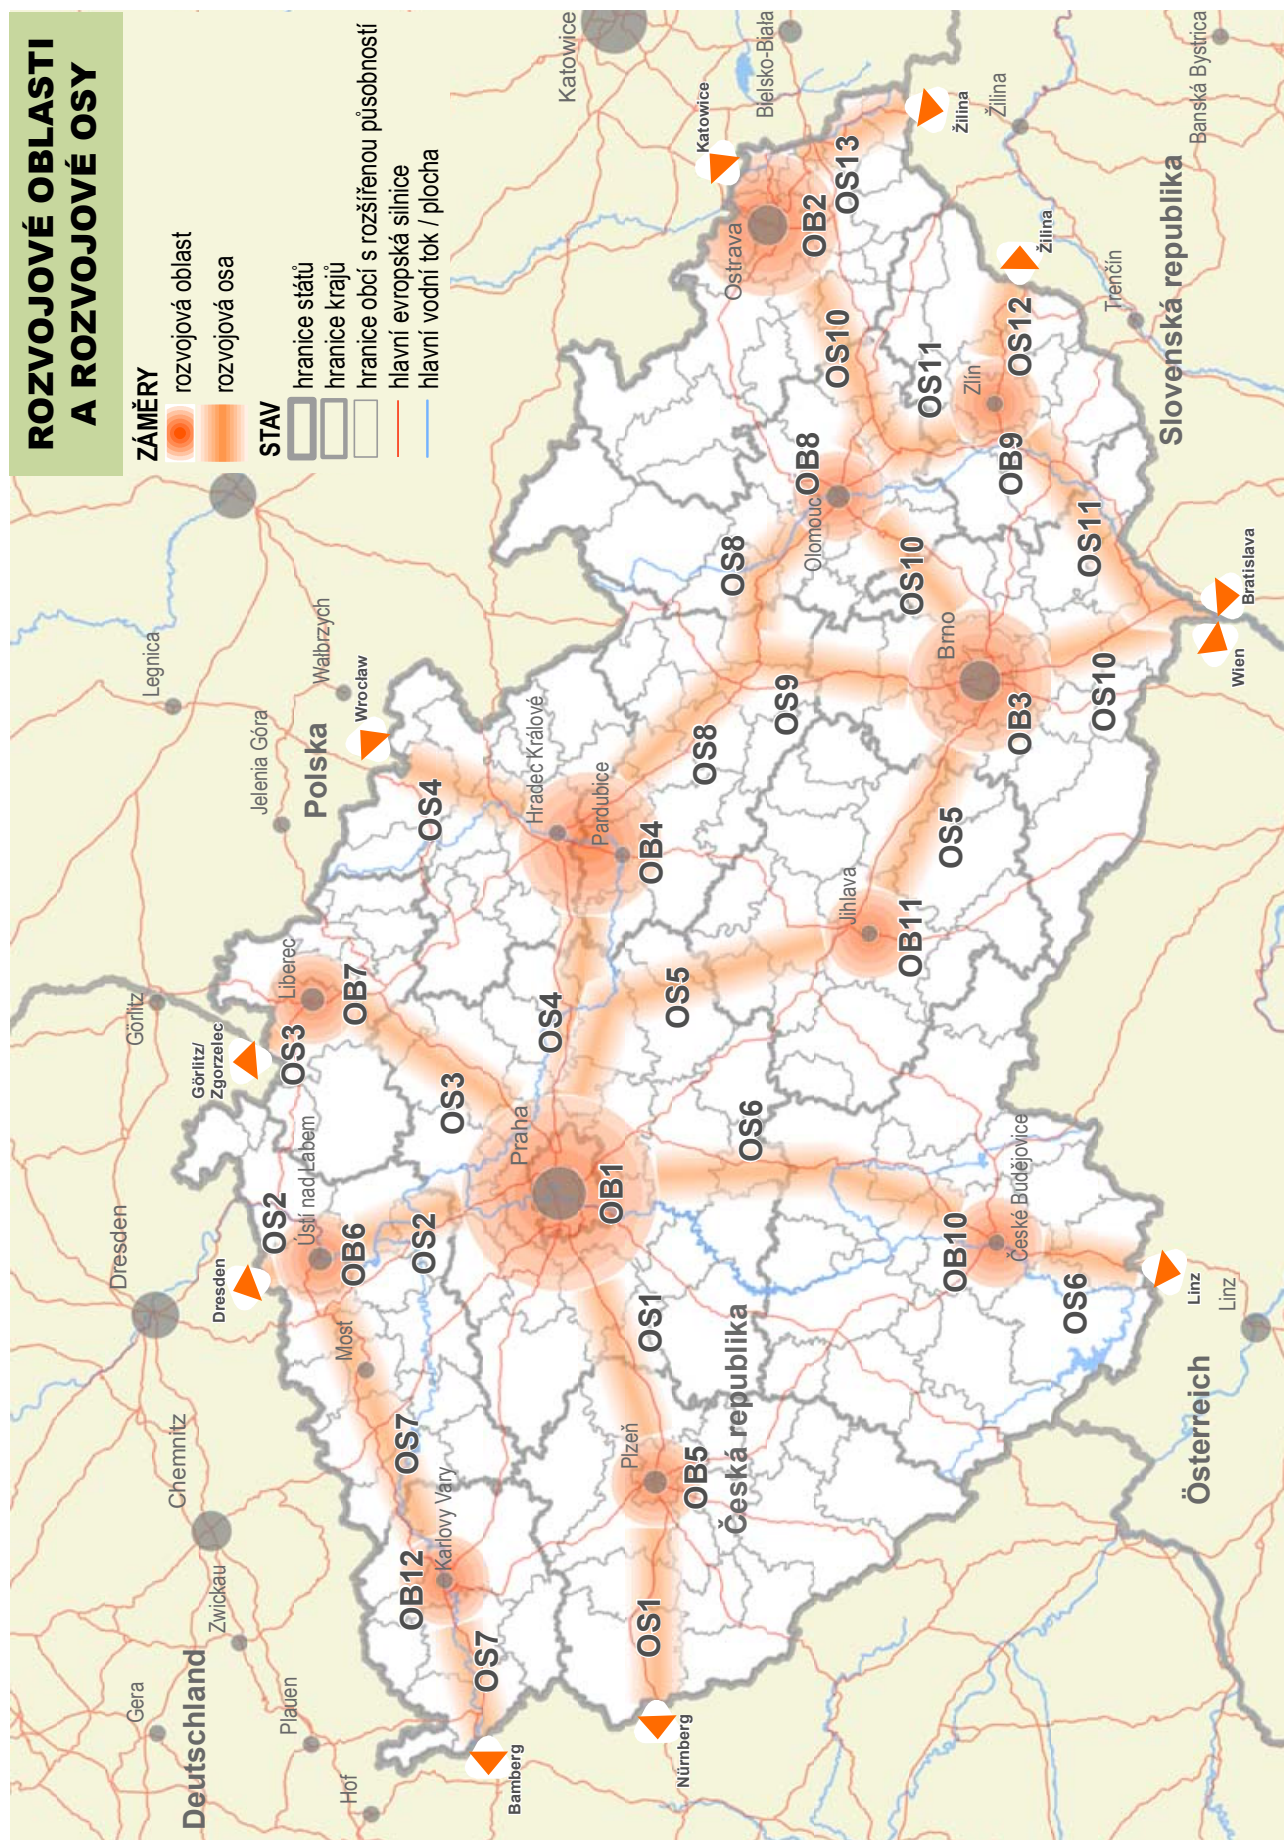 ROZVOJOVÉ OBLASTI
A ROZVOJOVÉ OSY
ZÁMĚRY
rozvojová oblast
rozvojová osa
STAV
hranice států
hranice krajů
hranice obcí s rozšířenou působností
hlavní evropská silnice
hlavní vodní tok / plocha
Katowice
Bielsko-Biała
Banská Bystrica
Žilina
Žilina
Katowice
Žilina
Trenčín
Slovenská republika
OS13
OB2
Ostrava
OS10
OS11
OS12
Zlín
OB9
OB8
Olomouc
OS8
OS10
OS11
Bratislava
Wien
Brno
OB3
OS10
OS9
OS8
OS5
Legnica
Wałbrzych
Wrocław
Jelenia Góra
Polska
OS4
Hradec Králové
Pardubice
OB4
Jihlava
OB11
Liberec
OB7
OS3
Görlitz
Görlitz/
Zgorzelec
OS4
OS5
OS3
Praha
OB1
OS6
OS2
Ústí nad Labem
OB6
OS2
Dresden
Dresden
České Budějovice
OB10
OS6
Linz
Linz
Most
OS1
OS7
Česká republika
Plzeň
OB5
Österreich
Chemnitz
Karlovy Vary
OB12
OS7
OS1
Zwickau
Deutschland
Gera
Plauen
Hof
Bamberg
Nürnberg